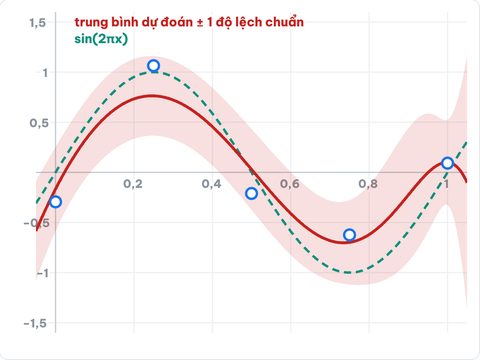 trung bình dự đoán ± 1 độ lệch chuẩn
sin(2πx)
1,5
1
0,5
0,2 0,4 0,6 0,8 1
-0,5
-1
-1,5